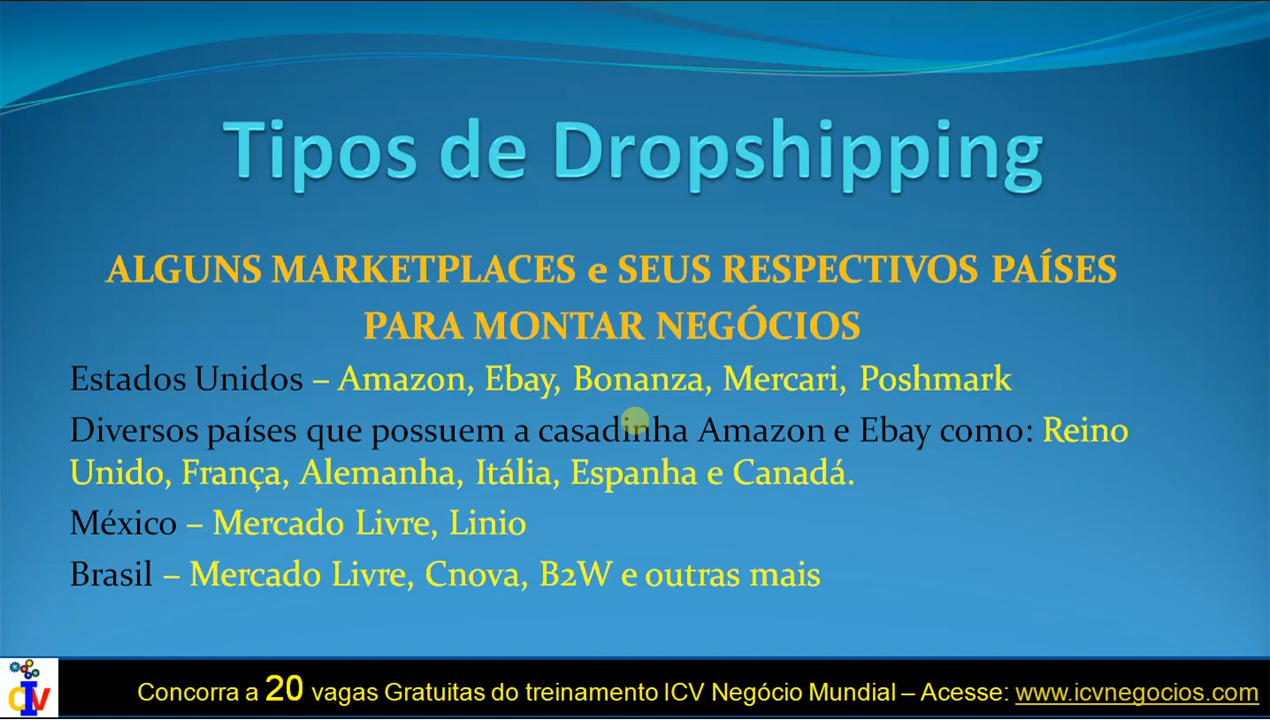 Tipos de Dropshipping
ALGUNS MARKETPLACES e SEUS RESPECTIVOS PAÍSES
PARA MONTAR NEGÓCIOS
Estados Unidos – Amazon, Ebay, Bonanza, Mercari, Poshmark
Diversos países que possuem a casadinha Amazon e Ebay como: Reino
Unido, França, Alemanha, Itália, Espanha e Canadá.
México – Mercado Livre, Linio
Brasil – Mercado Livre, Cnova, B2W e outras mais
ICV
Concorra a 20 vagas Gratuitas do treinamento ICV Negócio Mundial – Acesse: www.icvnegocios.com